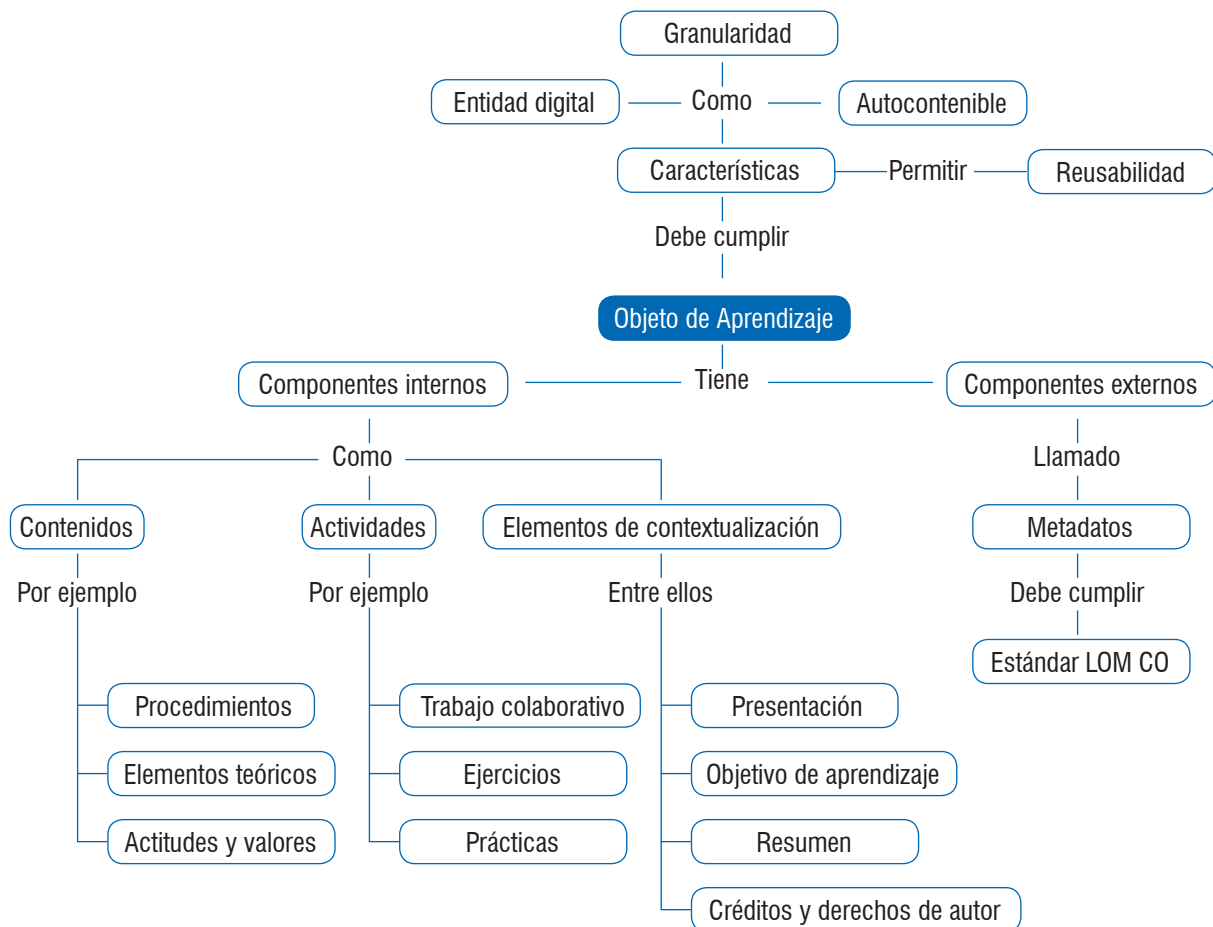 Granularidad
Entidad digital
Como
Autocontenible
Características
Permitir
Reusabilidad
Debe cumplir
Objeto de Aprendizaje
Componentes internos
Tiene
Componentes externos
Como
Llamado
Contenidos
Actividades
Elementos de contextualización
Metadatos
Por ejemplo
Por ejemplo
Entre ellos
Debe cumplir
Estándar LOM CO
Procedimientos
Trabajo colaborativo
Presentación
Elementos teóricos
Ejercicios
Objetivo de aprendizaje
Actitudes y valores
Prácticas
Resumen
Créditos y derechos de autor